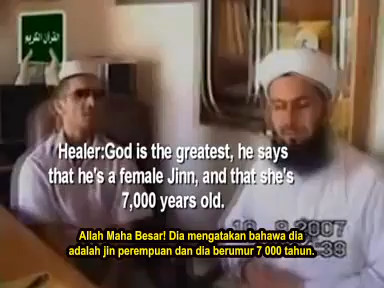 القرآن الكريم
Healer:God is the greatest, he says
that he's a female Jinn, and that she's
7,000 years old.
Allah Maha Besar! Dia mengatakan bahawa dia
adalah jin perempuan dan dia berumur 7 000 tahun.